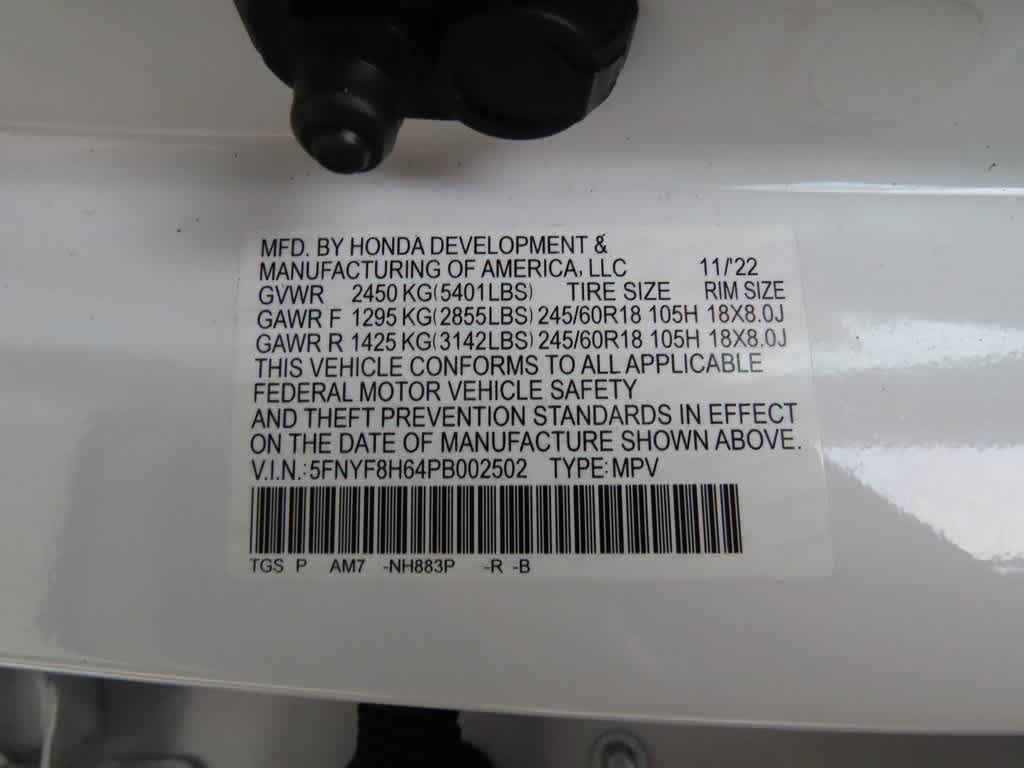 MFD. BY HONDA DEVELOPMENT &
MANUFACTURING OF AMERICA, LLC 11/'22
GVWR 2450 KG(5401LBS) TIRE SIZE RIM SIZE
GAWR F 1295 KG(2855LBS) 245/60R18 105H 18X8.0J
GAWR R 1425 KG(3142LBS) 245/60R18 105H 18X8.0J
THIS VEHICLE CONFORMS TO ALL APPLICABLE
FEDERAL MOTOR VEHICLE SAFETY
AND THEFT PREVENTION STANDARDS IN EFFECT
ON THE DATE OF MANUFACTURE SHOWN ABOVE.
V.I.N.:5FNYF8H64PB002502 TYPE:MPV
TGS P AM7 -NH883P -R -B